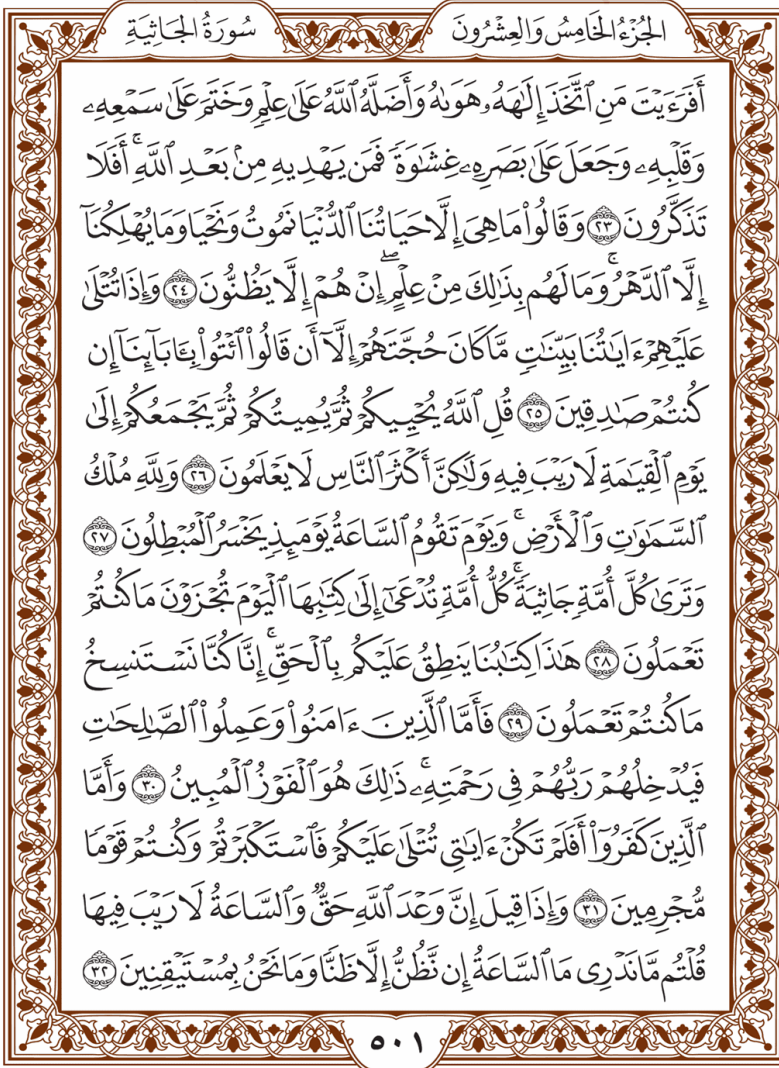 الجُزْءُ الخَامِسُ وَالعِشْرُونَ
سُورَةُ الجَاثِيَةِ
أَفَرَءَيْتَ مَنِ ٱتَّخَذَ إِلَٰهَهُۥ هَوَىٰهُ وَأَضَلَّهُ ٱللَّهُ عَلَىٰ عِلْمٍ وَخَتَمَ عَلَىٰ سَمْعِهِۦ
وَقَلْبِهِۦ وَجَعَلَ عَلَىٰ بَصَرِهِۦ غِشَٰوَةً فَمَن يَهْدِيهِ مِنۢ بَعْدِ ٱللَّهِ ۚ أَفَلَا
تَذَكَّرُونَ ٢٣ وَقَالُوا۟ مَا هِىَ إِلَّا حَيَاتُنَا ٱلدُّنْيَا نَمُوتُ وَنَحْيَا وَمَا يُهْلِكُنَآ
إِلَّا ٱلدَّهْرُ ۚ وَمَا لَهُم بِذَٰلِكَ مِنْ عِلْمٍ ۖ إِنْ هُمْ إِلَّا يَظُنُّونَ ٢٤ وَإِذَا تُتْلَىٰ
عَلَيْهِمْ ءَايَٰتُنَا بَيِّنَٰتٍ مَّا كَانَ حُجَّتَهُمْ إِلَّآ أَن قَالُوا۟ ٱئْتُوا۟ بِـَٔابَآئِنَآ إِن
كُنتُمْ صَٰدِقِينَ ٢٥ قُلِ ٱللَّهُ يُحْيِيكُمْ ثُمَّ يُمِيتُكُمْ ثُمَّ يَجْمَعُكُمْ إِلَىٰ
يَوْمِ ٱلْقِيَٰمَةِ لَا رَيْبَ فِيهِ وَلَٰكِنَّ أَكْثَرَ ٱلنَّاسِ لَا يَعْلَمُونَ ٢٦ وَلِلَّهِ مُلْكُ
ٱلسَّمَٰوَٰتِ وَٱلْأَرْضِ ۚ وَيَوْمَ تَقُومُ ٱلسَّاعَةُ يَوْمَئِذٍ يَخْسَرُ ٱلْمُبْطِلُونَ ٢٧
وَتَرَىٰ كُلَّ أُمَّةٍ جَاثِيَةً ۚ كُلُّ أُمَّةٍ تُدْعَىٰٓ إِلَىٰ كِتَٰبِهَا ٱلْيَوْمَ تُجْزَوْنَ مَا كُنتُمْ
تَعْمَلُونَ ٢٨ هَٰذَا كِتَٰبُنَا يَنطِقُ عَلَيْكُم بِٱلْحَقِّ ۚ إِنَّا كُنَّا نَسْتَنسِخُ
مَا كُنتُمْ تَعْمَلُونَ ٢٩ فَأَمَّا ٱلَّذِينَ ءَامَنُوا۟ وَعَمِلُوا۟ ٱلصَّٰلِحَٰتِ
فَيُدْخِلُهُمْ رَبُّهُمْ فِى رَحْمَتِهِۦ ۚ ذَٰلِكَ هُوَ ٱلْفَوْزُ ٱلْمُبِينُ ٣٠ وَأَمَّا
ٱلَّذِينَ كَفَرُوٓا۟ أَفَلَمْ تَكُنْ ءَايَٰتِى تُتْلَىٰ عَلَيْكُمْ فَٱسْتَكْبَرْتُمْ وَكُنتُمْ قَوْمًا
مُّجْرِمِينَ ٣١ وَإِذَا قِيلَ إِنَّ وَعْدَ ٱللَّهِ حَقٌّ وَٱلسَّاعَةُ لَا رَيْبَ فِيهَا
قُلْتُم مَّا نَدْرِى مَا ٱلسَّاعَةُ إِن نَّظُنُّ إِلَّا ظَنًّا وَمَا نَحْنُ بِمُسْتَيْقِنِينَ ٣٢
٥٠١